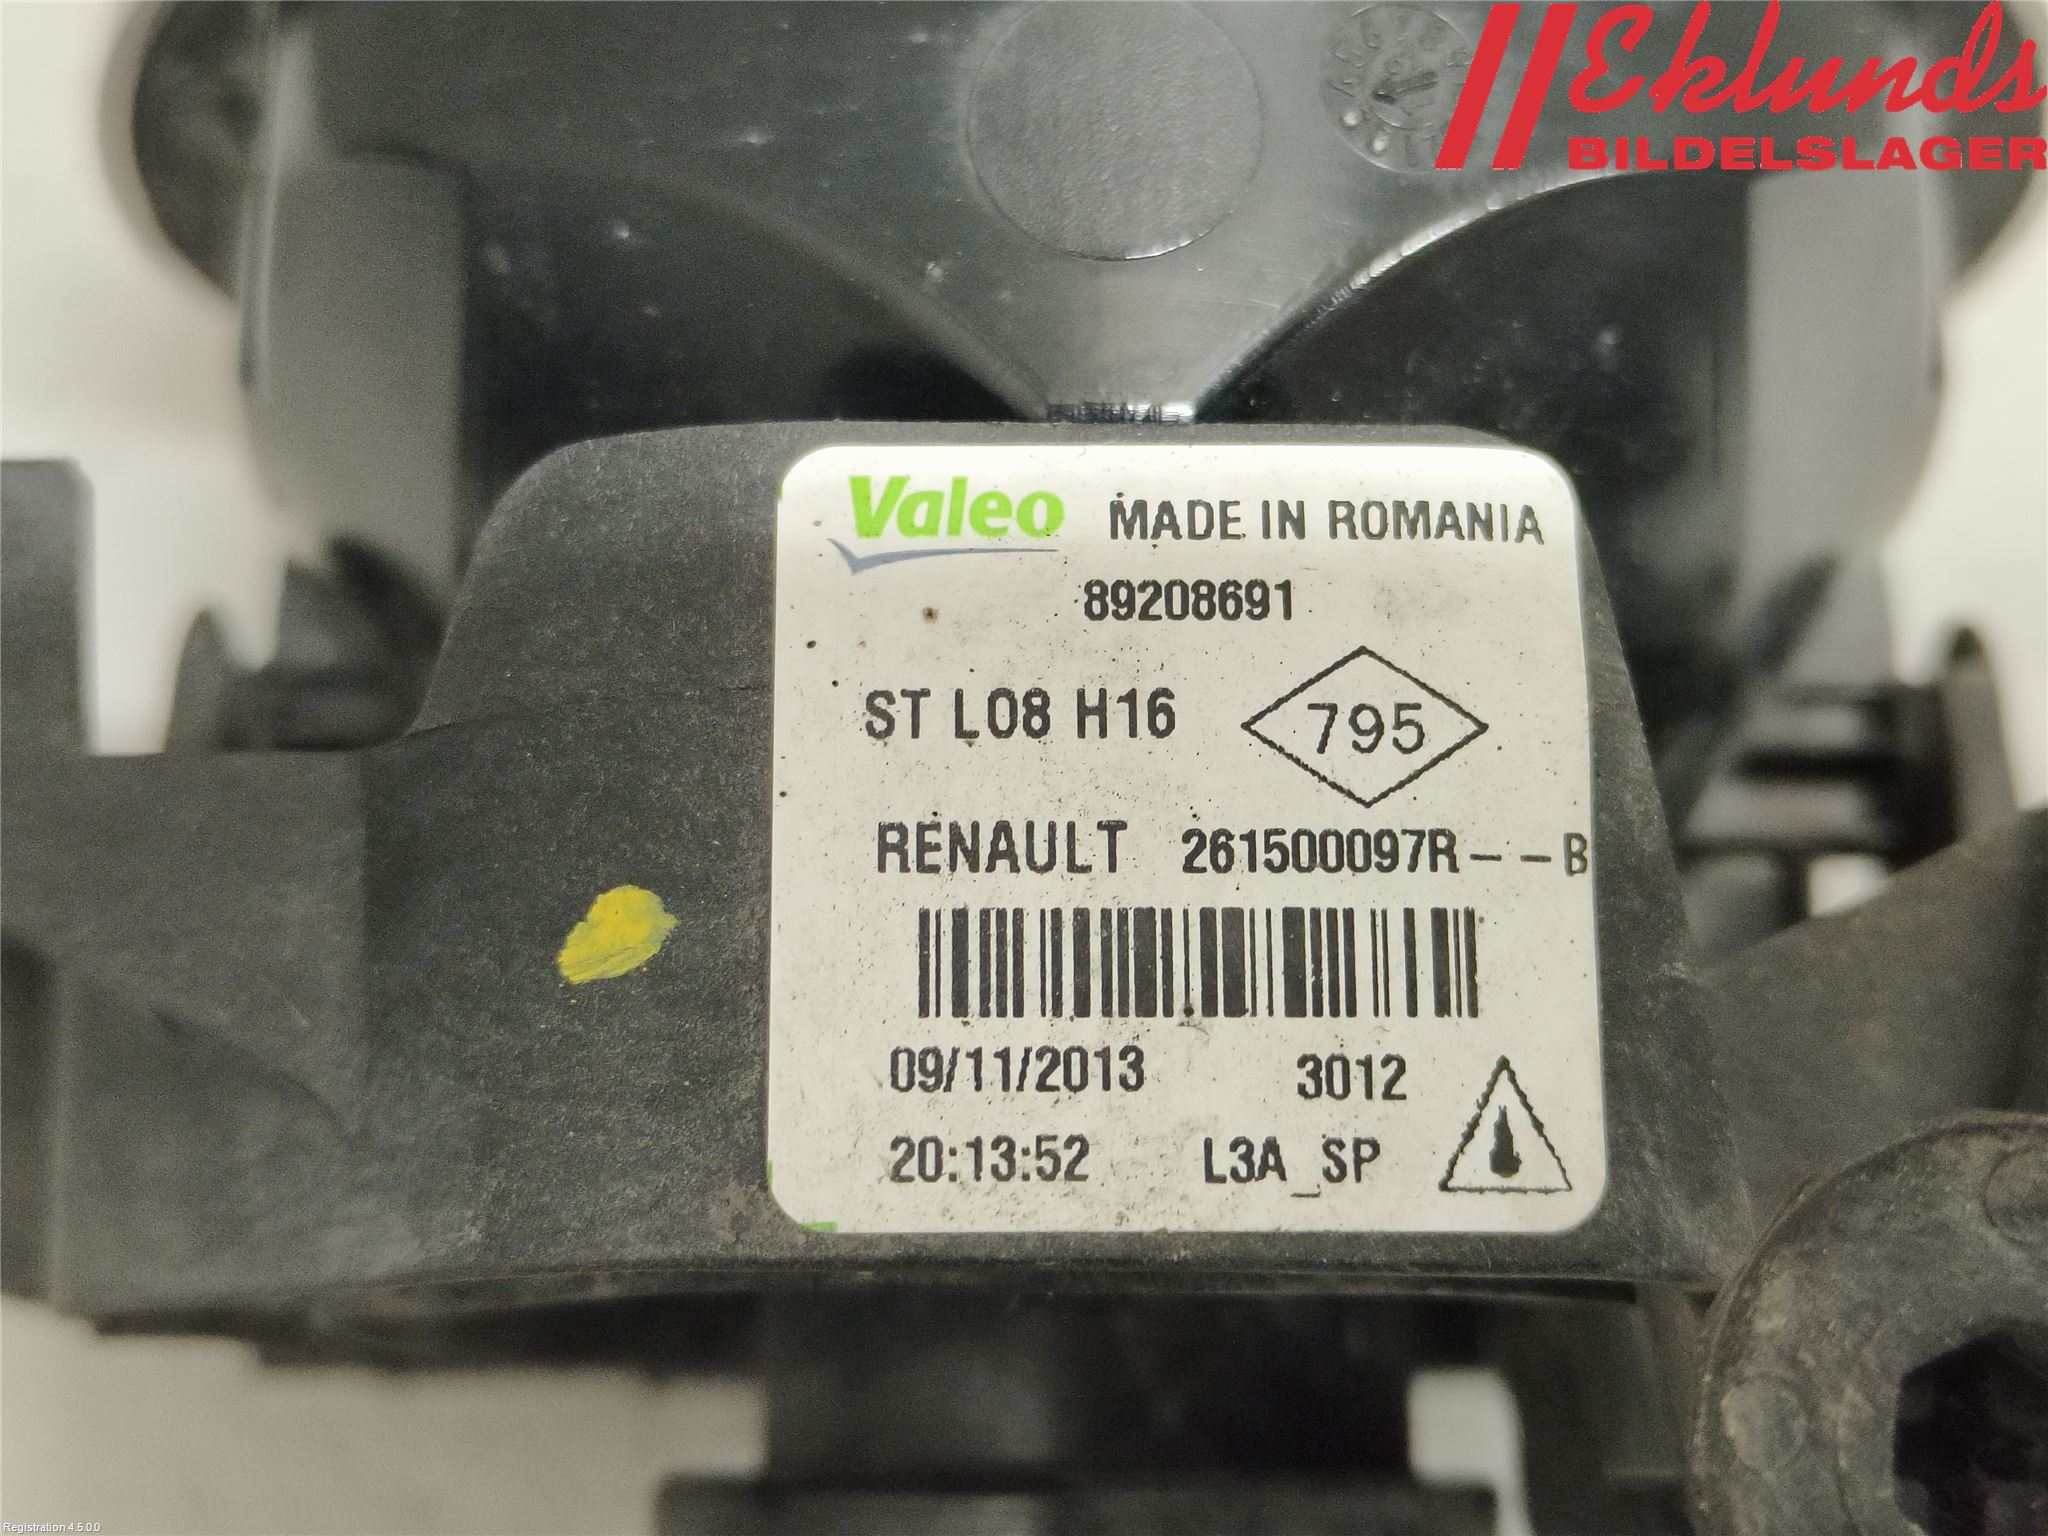 Eklunds
BILDELSLAGER
Valeo MADE IN ROMANIA
89208691
ST L08 H16 795
RENAULT 261500097R--B
09/11/2013 3012
20:13:52 L3A_SP
Registration 4.5.0.0